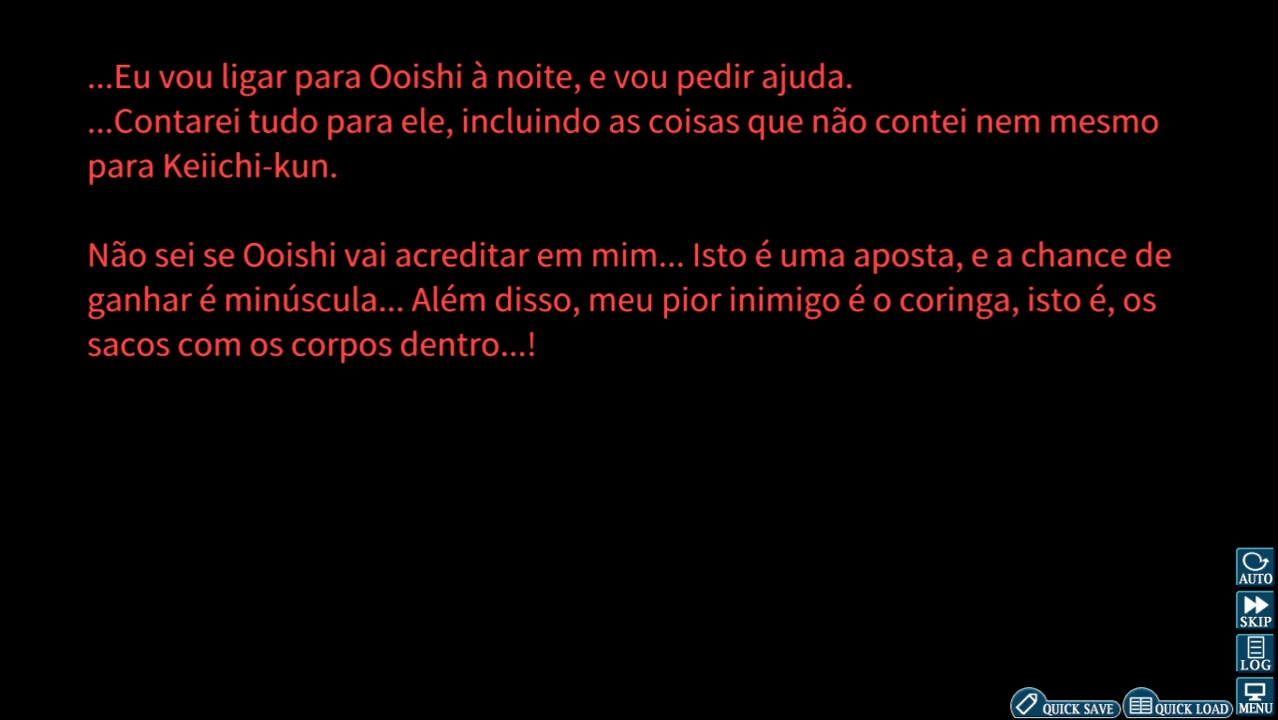 ...Eu vou ligar para Ooishi à noite, e vou pedir ajuda.
...Contarei tudo para ele, incluindo as coisas que não contei nem mesmo
para Keiichi-kun.
Não sei se Ooishi vai acreditar em mim... Isto é uma aposta, e a chance de
ganhar é minúscula... Além disso, meu pior inimigo é o coringa, isto é, os
sacos com os corpos dentro...!
AUTO
SKIP
LOG
QUICK SAVE
QUICK LOAD
MENU